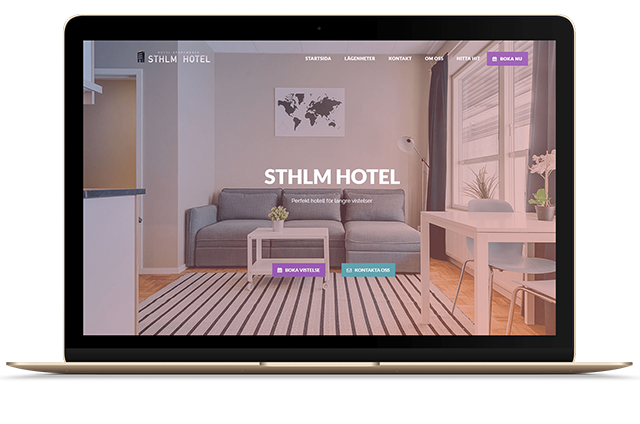 HOTEL APARTMENTS
STHLM HOTEL
STARTSIDA LÄGENHETER KONTAKT OM OSS HITTA HIT BOKA NU
STHLM HOTEL
Perfekt hotell för längre vistelser
BOKA VISTELSE KONTAKTA OSS